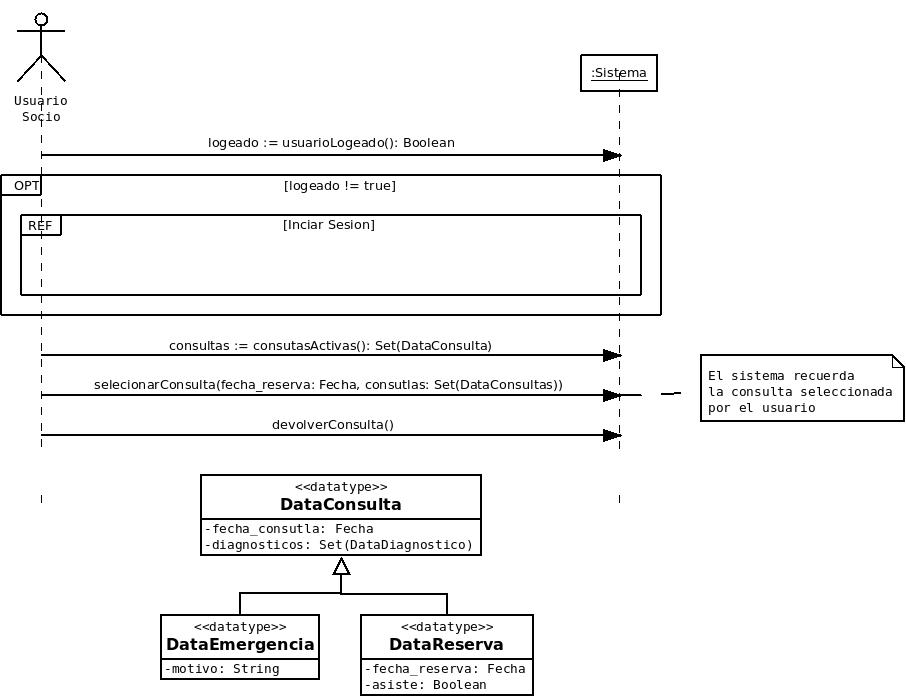 Usuario
Socio
:Sistema
logeado := usuarioLogeado(): Boolean
OPT
[logeado != true]
REF
[Inciar Sesion]
consultas := consutasActivas(): Set(DataConsulta)
selecionarConsulta(fecha_reserva: Fecha, consutlas: Set(DataConsultas))
El sistema recuerda
la consulta seleccionada
por el usuario
devolverConsulta()
<<datatype>>
DataConsulta
-fecha_consutla: Fecha
-diagnosticos: Set(DataDiagnostico)
<<datatype>>
DataEmergencia
-motivo: String
<<datatype>>
DataReserva
-fecha_reserva: Fecha
-asiste: Boolean